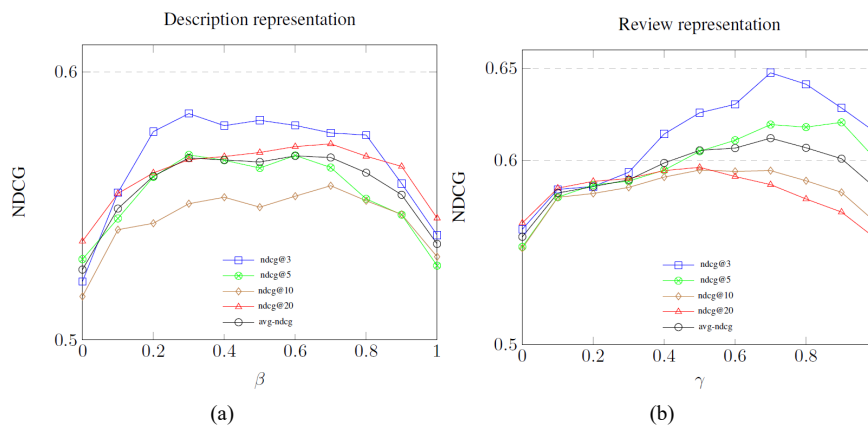 Description representation
0.6
NDCG
ndcg@3
ndcg@5
ndcg@10
ndcg@20
avg-ndcg
0.5
0 0.2 0.4 0.6 0.8 1
β
(a)
Review representation
0.65
0.6
NDCG
ndcg@3
ndcg@5
ndcg@10
ndcg@20
avg-ndcg
0.5
0 0.2 0.4 0.6 0.8
γ
(b)